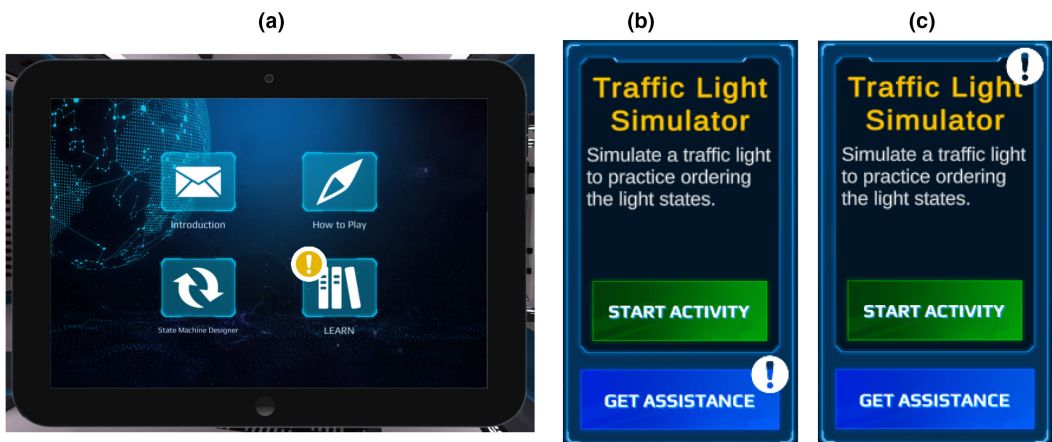 (a)
Introduction
How to Play
!
State Machine Designer
LEARN
(b)
Traffic Light
Simulator
Simulate a traffic light
to practice ordering
the light states.
START ACTIVITY
!
GET ASSISTANCE
(c)
!
Traffic Light
Simulator
Simulate a traffic light
to practice ordering
the light states.
START ACTIVITY
GET ASSISTANCE